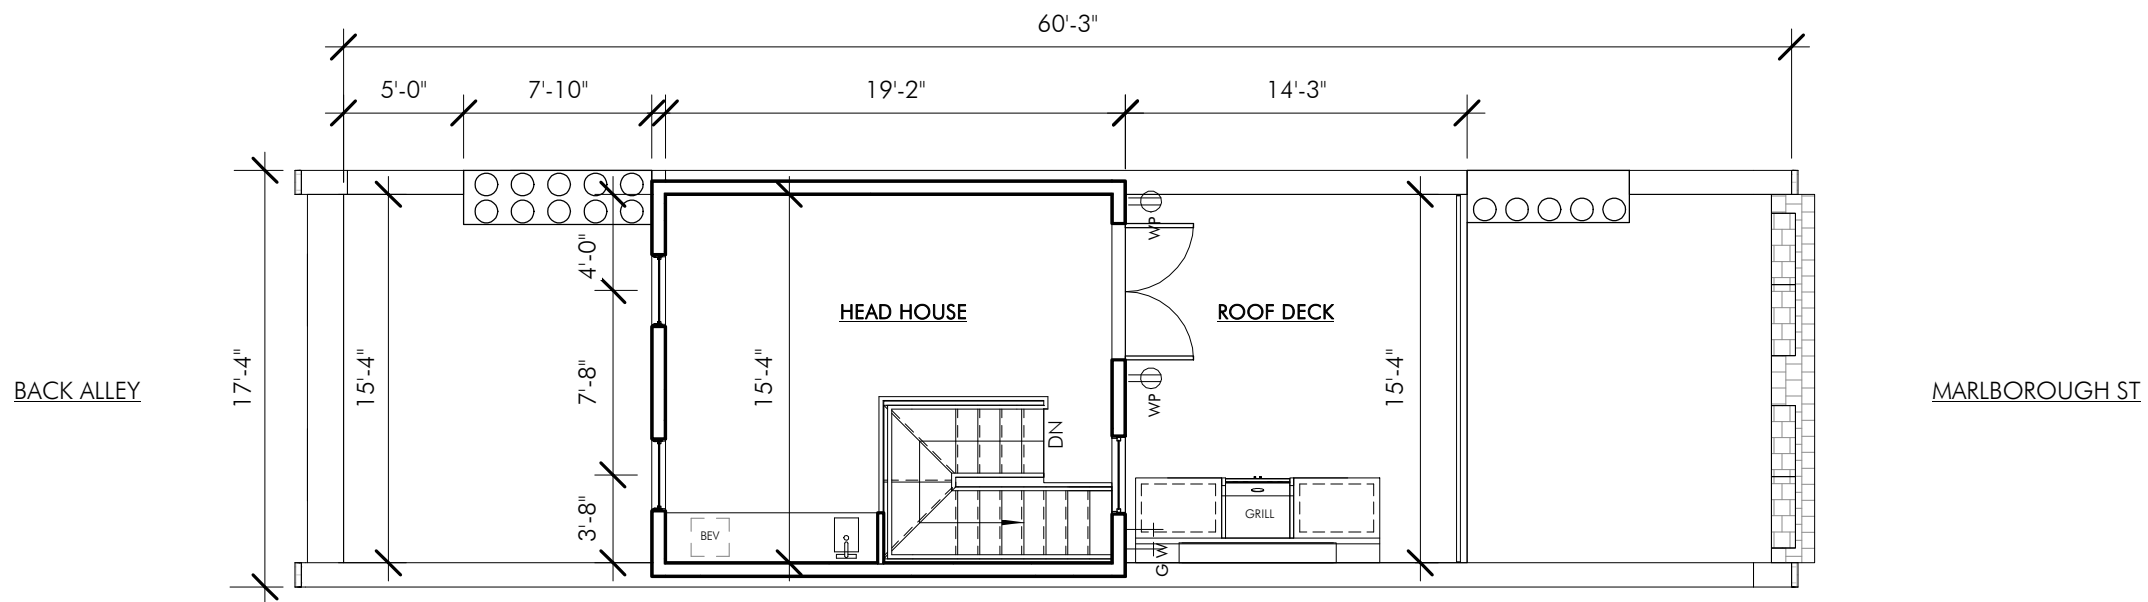 60'-3"
5'-0"
7'-10"
19'-2"
14'-3"
WP
4'-0"
HEAD HOUSE
ROOF DECK
17'-4"
15'-4"
7'-8"
15'-4"
15'-4"
BACK ALLEY
MARLBOROUGH ST
WP
DN
3'-8"
BEV
GRILL
G
W